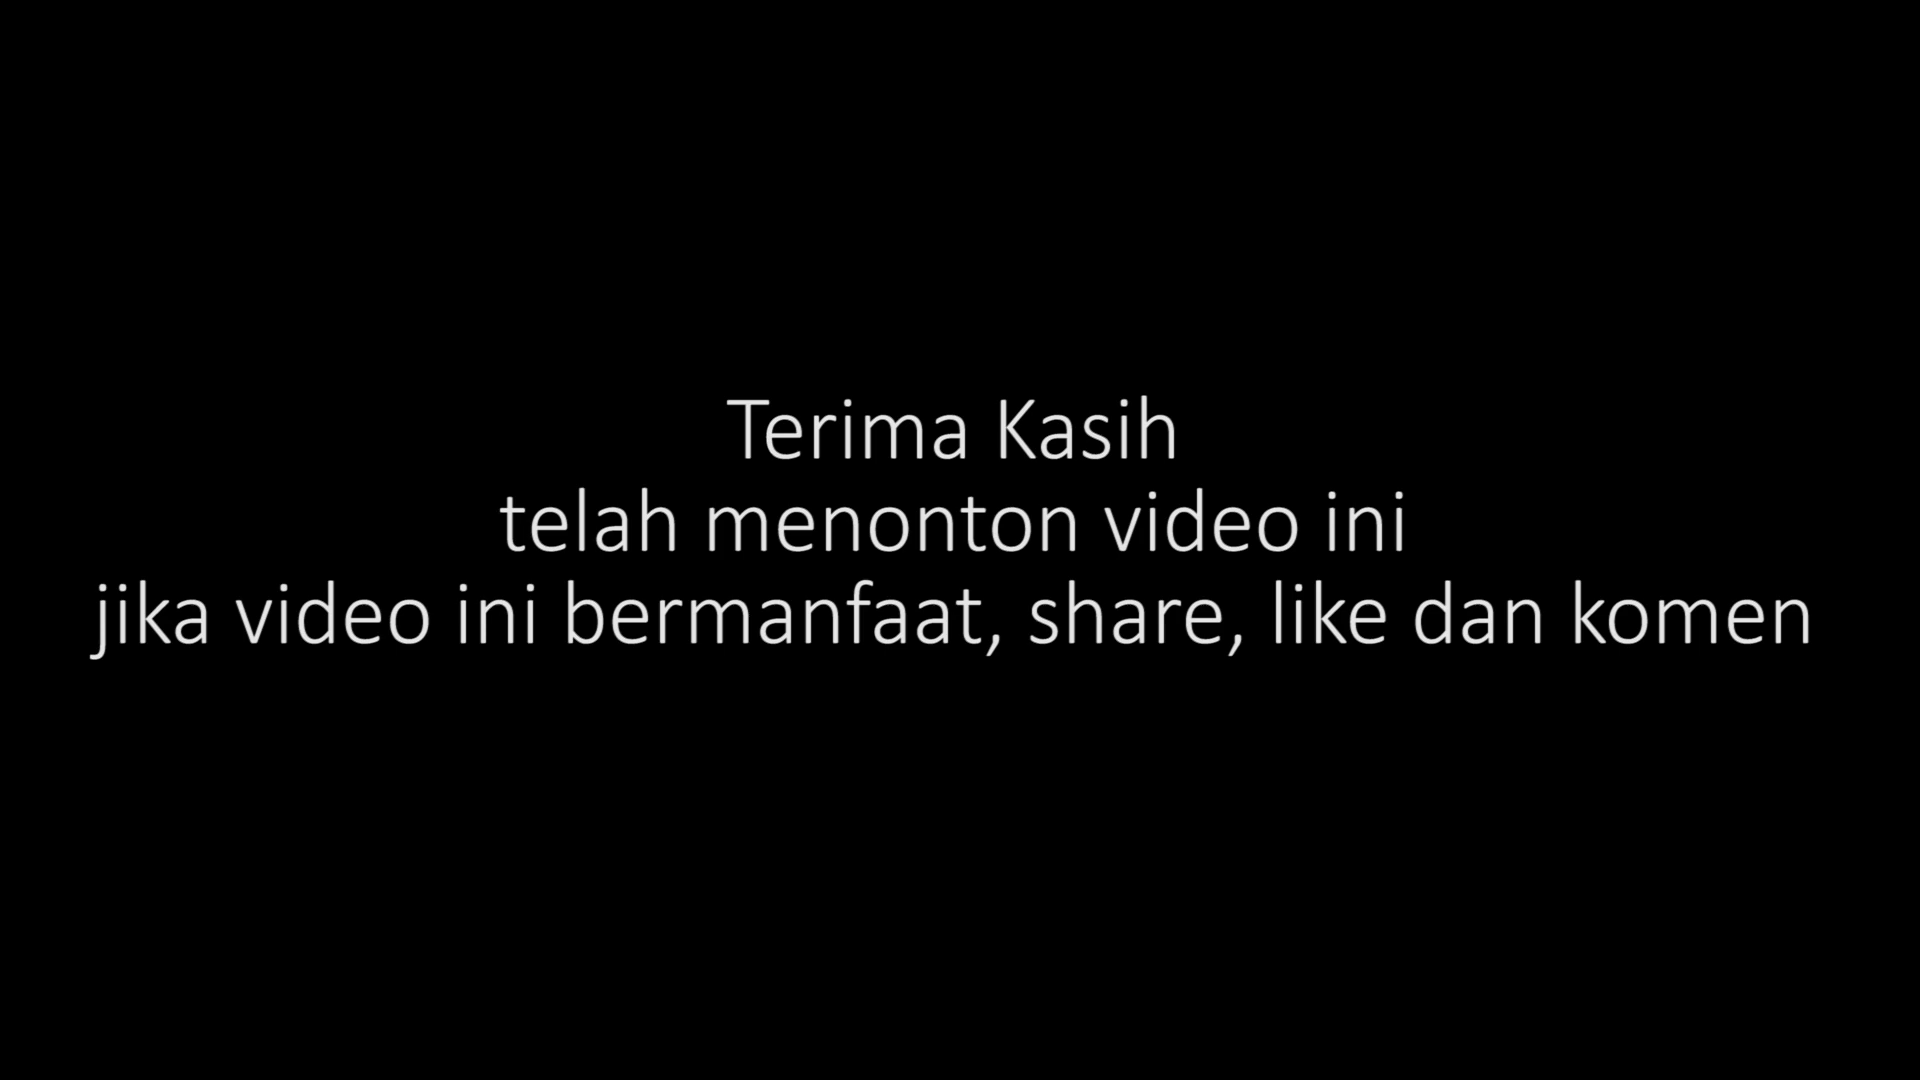 Terima Kasih
telah menonton video ini
jika video ini bermanfaat, share, like dan komen